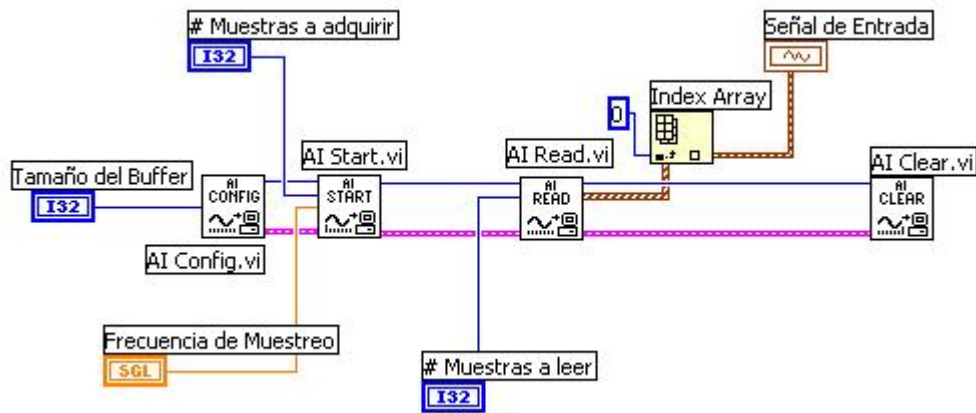 # Muestras a adquirir
I32
Señal de Entrada
Index Array
0
AI Start.vi
AI Read.vi
AI Clear.vi
Tamaño del Buffer
I32
AI
CONFIG
AI
START
AI
READ
AI
CLEAR
AI Config.vi
Frecuencia de Muestreo
SGL
# Muestras a leer
I32